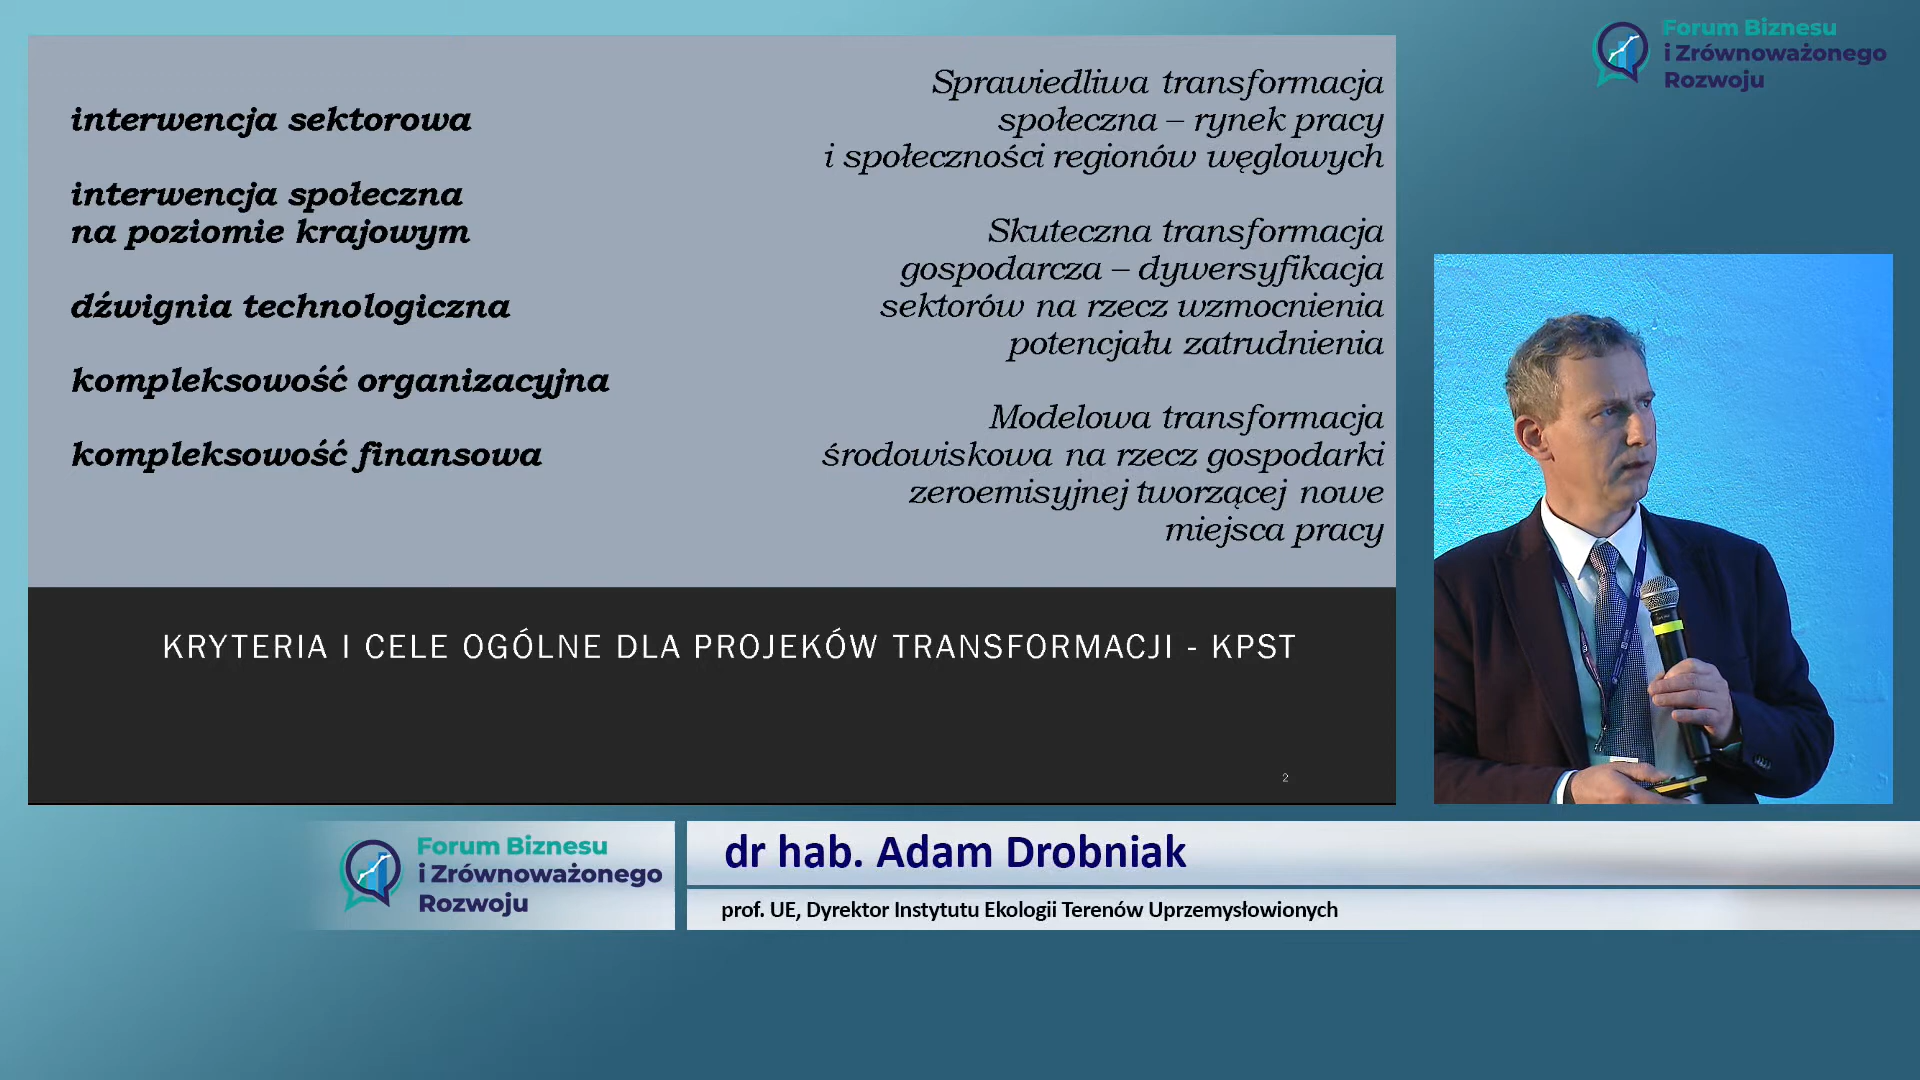 Forum Biznesu
i Zrównoważonego
Rozwoju
interwencja sektorowa
interwencja społeczna
na poziomie krajowym
dźwignia technologiczna
kompleksowość organizacyjna
kompleksowość finansowa
Sprawiedliwa transformacja
społeczna – rynek pracy
i społeczności regionów węglowych
Skuteczna transformacja
gospodarcza – dywersyfikacja
sektorów na rzecz wzmocnienia
potencjału zatrudnienia
Modelowa transformacja
środowiskowa na rzecz gospodarki
zeroemisyjnej tworzącej nowe
miejsca pracy
KRYTERIA I CELE OGÓLNE DLA PROJEKÓW TRANSFORMACJI - KPST
2
Forum Biznesu
i Zrównoważonego
Rozwoju
dr hab. Adam Drobniak
prof. UE, Dyrektor Instytutu Ekologii Terenów Uprzemysłowionych